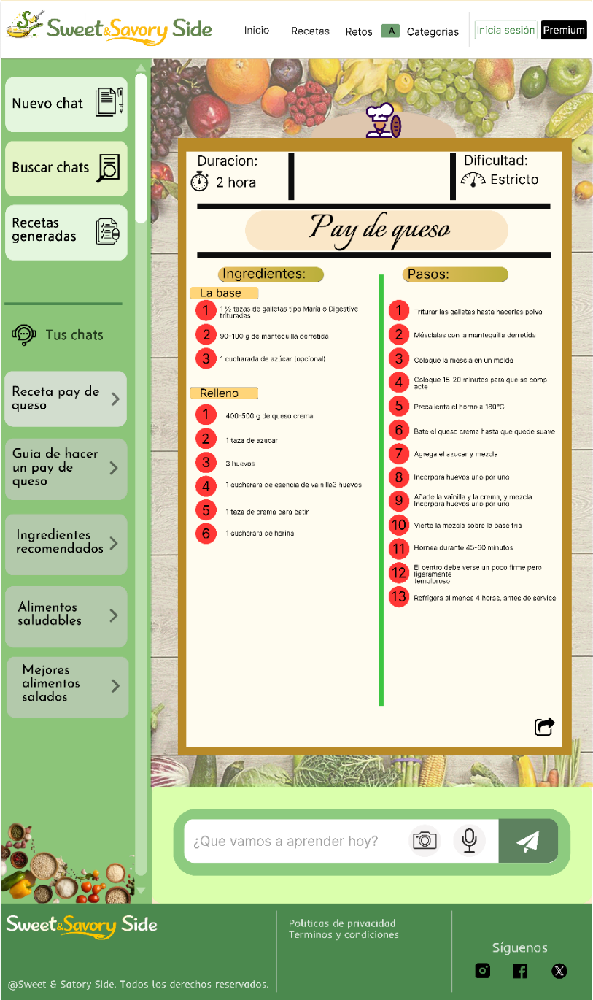 Sweet&Savory Side
Inicio
Recetas
Retos
IA
Categorías
Inicia sesión
Premium
Nuevo chat
Buscar chats
Recetas
generadas
Tus chats
Receta pay de
queso
Guia de hacer
un pay de
queso
Ingredientes
recomendados
Alimentos
saludables
Mejores
alimentos
salados
Duracion:
2 hora
Dificultad:
Estricto
Pay de queso
Ingredientes:
La base
1 1 ½ tazas de galletas tipo María o Digestive
trituradas
2 90–100 g de mantequilla derretida
3 1 cucharada de azúcar (opcional)
Relleno
1 400–500 g de queso crema
2 1 taza de azucar
3 3 huevos
4 1 cucharara de esencia de vainilla3 huevos
5 1 taza de crema para batir
6 1 cucharara de harina
Pasos:
1 Triturar las galletas hasta hacerlas polvo
2 Mésclalas con la mantequilla derretida
3 Coloque la mescla en un molde
4 Coloque 15-20 minutos para que se comp
acte
5 Precalienta el horno a 180°C
6 Bate el queso crema hasta que quede suave
7 Agrega el azucar y mezcla
8 Incorpora huevos uno por uno
9 Añade la vaìnilla y la crema, y mezcla
Incorpora huevos uno por uno
10 Vierte la mezcla sobre la base fría
11 Hornea durante 45-60 minutos
12 El centro debe verse un poco firme pero
ligeramente
tembloroso
13 Refrigera al menos 4 horas, antes de service
¿Que vamos a aprender hoy?
Sweet&Savory Side
@Sweet & Satory Side. Todos los derechos reservados.
Politicas de privacidad
Terminos y condiciones
Síguenos